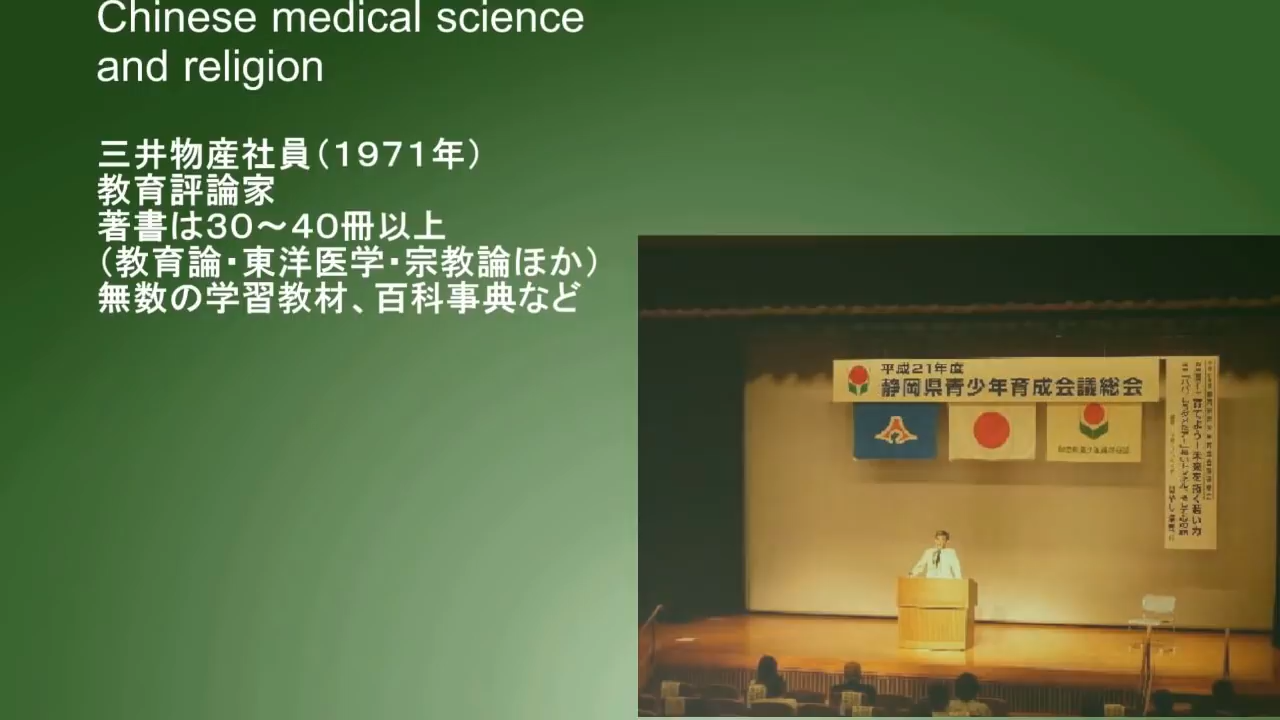 Chinese medical science
and religion
三井物産社員(1971年)
教育評論家
著書は30～40冊以上
(教育論・東洋医学・宗教論ほか)
無数の学習教材、百科事典など
平成21年度
静岡県青少年育成会議総会